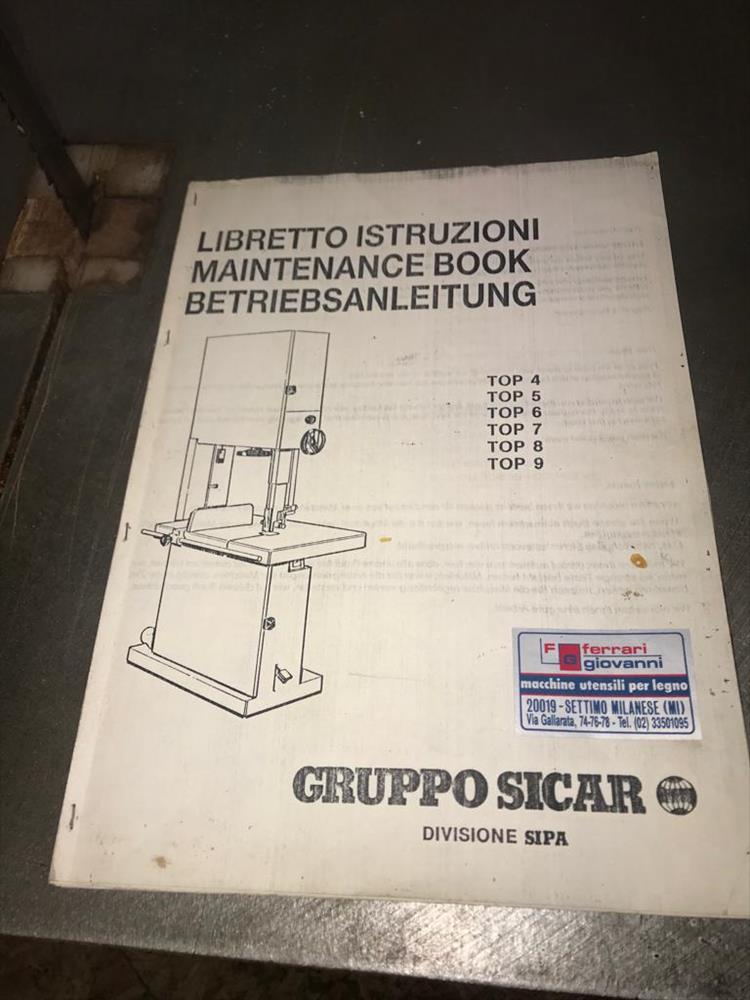 LIBRETTO ISTRUZIONI
MAINTENANCE BOOK
BETRIEBSANLEITUNG
TOP 4
TOP 5
TOP 6
TOP 7
TOP 8
TOP 9
FG ferrari
giovanni
macchine utensili per legno
20019 - SETTIMO MILANESE (MI)
Via Gallarata, 74-76-78 - Tel. (02) 33501095
GRUPPO SICAR
DIVISIONE SIPA